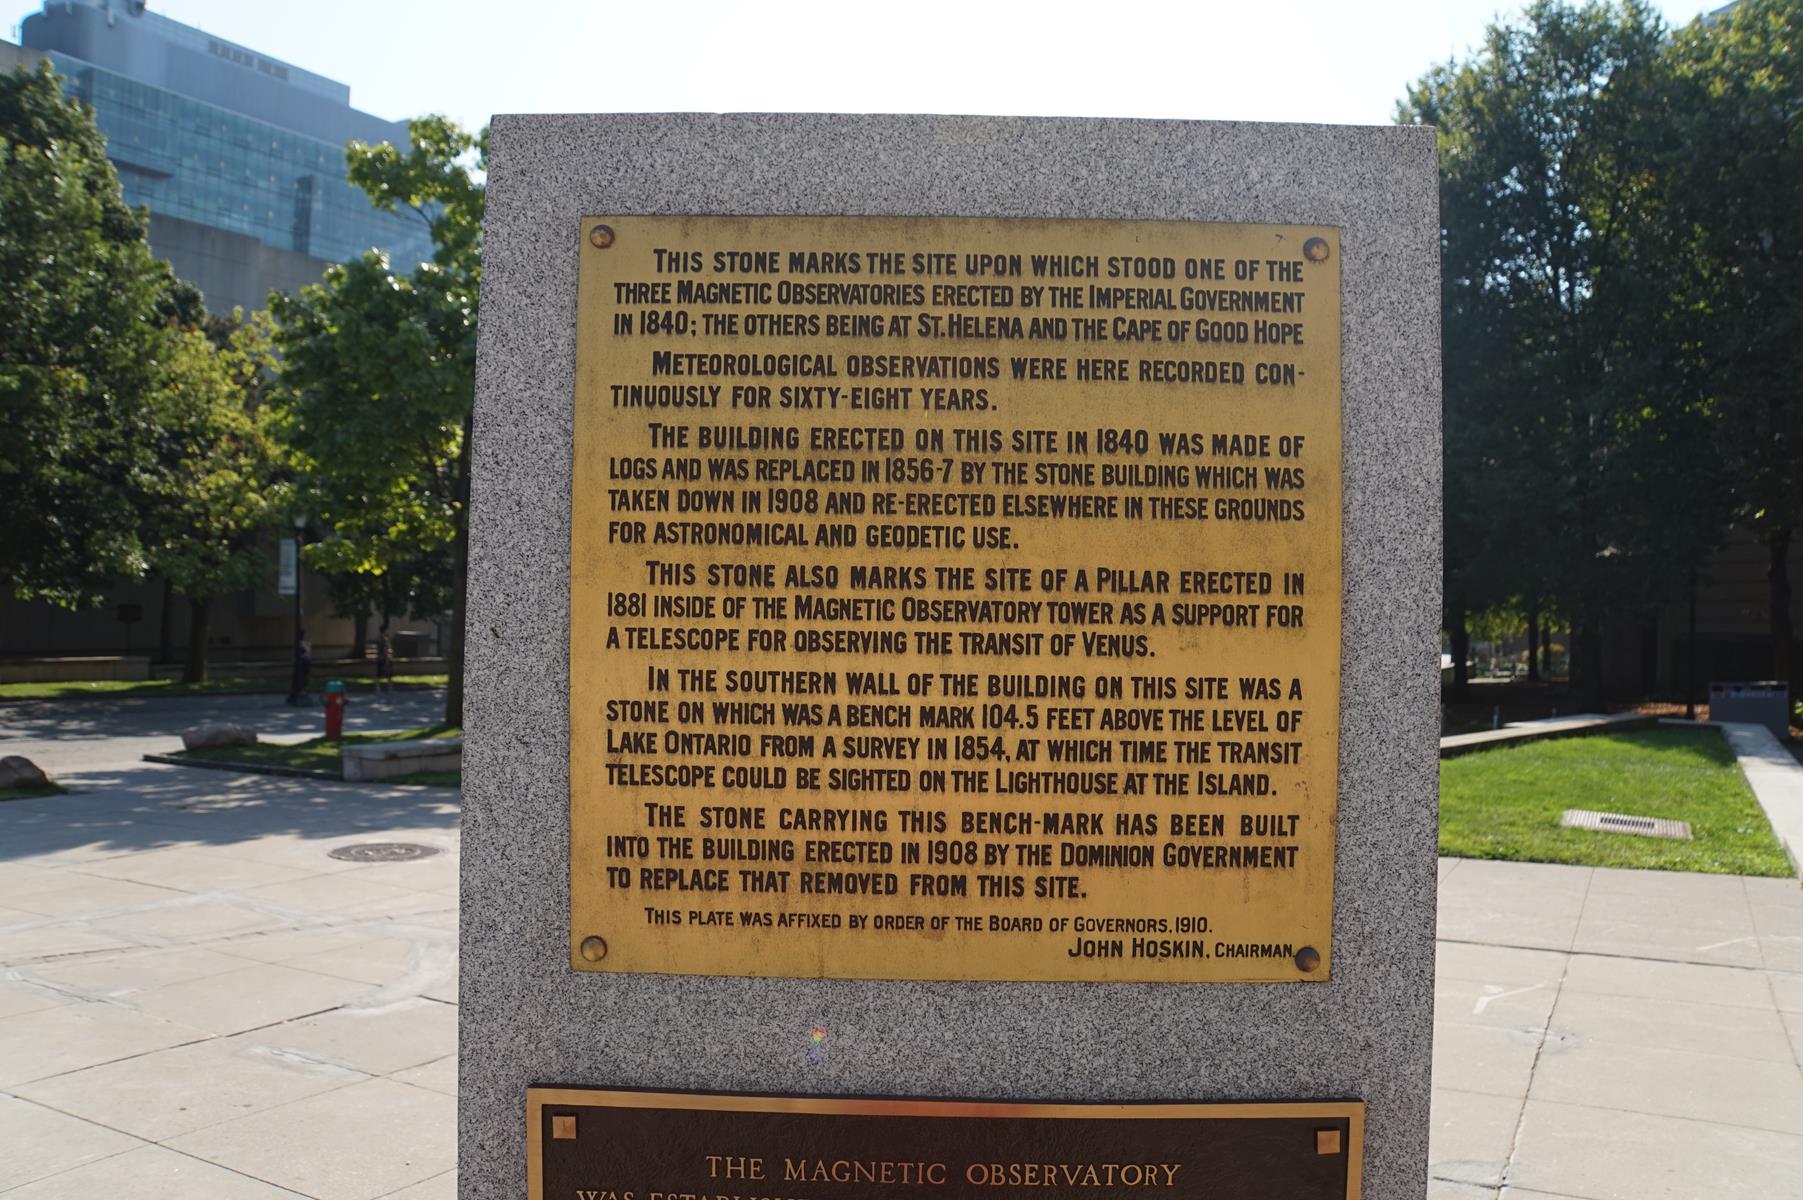 THIS STONE MARKS THE SITE UPON WHICH STOOD ONE OF THE
THREE MAGNETIC OBSERVATORIES ERECTED BY THE IMPERIAL GOVERNMENT
IN 1840; THE OTHERS BEING AT ST. HELENA AND THE CAPE OF GOOD HOPE
METEOROLOGICAL OBSERVATIONS WERE HERE RECORDED CON-
TINUOUSLY FOR SIXTY-EIGHT YEARS.
THE BUILDING ERECTED ON THIS SITE IN 1840 WAS MADE OF
LOGS AND WAS REPLACED IN 1856-7 BY THE STONE BUILDING WHICH WAS
TAKEN DOWN IN 1908 AND RE-ERECTED ELSEWHERE IN THESE GROUNDS
FOR ASTRONOMICAL AND GEODETIC USE.
THIS STONE ALSO MARKS THE SITE OF A PILLAR ERECTED IN
1881 INSIDE OF THE MAGNETIC OBSERVATORY TOWER AS A SUPPORT FOR
A TELESCOPE FOR OBSERVING THE TRANSIT OF VENUS.
IN THE SOUTHERN WALL OF THE BUILDING ON THIS SITE WAS A
STONE ON WHICH WAS A BENCH MARK 104.5 FEET ABOVE THE LEVEL OF
LAKE ONTARIO FROM A SURVEY IN 1854, AT WHICH TIME THE TRANSIT
TELESCOPE COULD BE SIGHTED ON THE LIGHTHOUSE AT THE ISLAND.
THE STONE CARRYING THIS BENCH-MARK HAS BEEN BUILT
INTO THE BUILDING ERECTED IN 1908 BY THE DOMINION GOVERNMENT
TO REPLACE THAT REMOVED FROM THIS SITE.
THIS PLATE WAS AFFIXED BY ORDER OF THE BOARD OF GOVERNORS, 1910.
JOHN HOSKIN, CHAIRMAN.
THE MAGNETIC OBSERVATORY
WAS